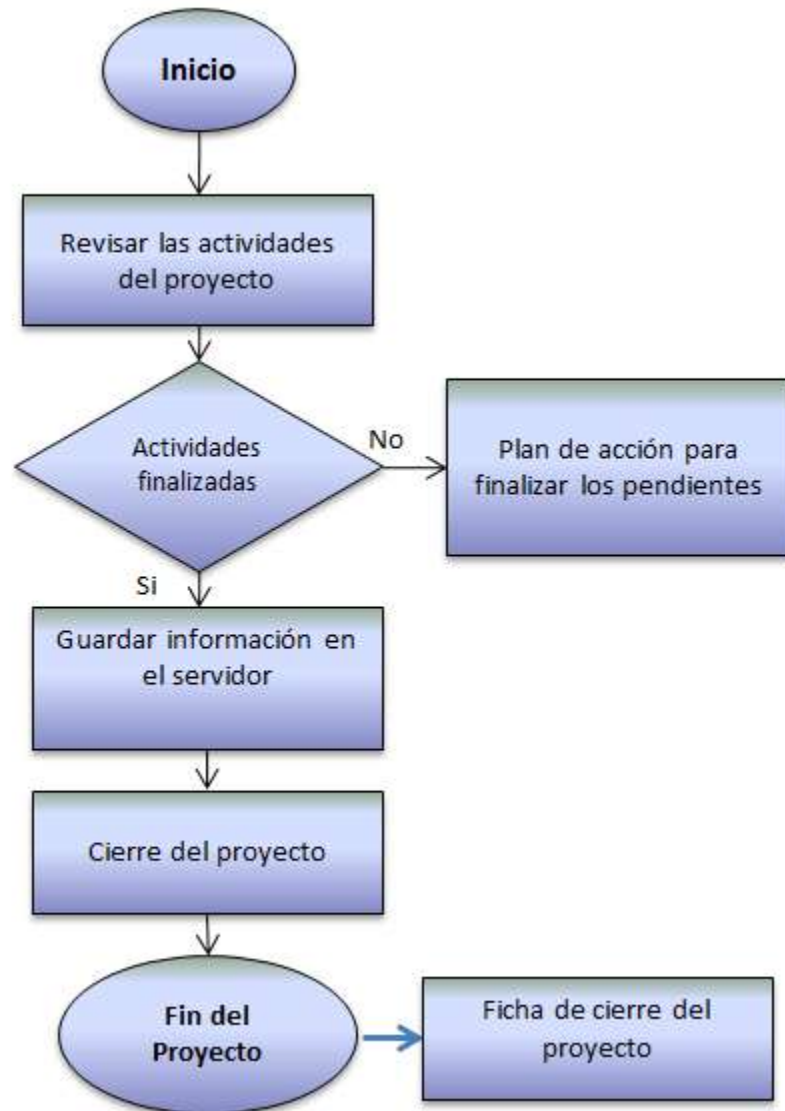 Inicio
Revisar las actividades
del proyecto
Actividades
finalizadas
No
Plan de acción para
finalizar los pendientes
Si
Guardar información en
el servidor
Cierre del proyecto
Fin del
Proyecto
Ficha de cierre del
proyecto